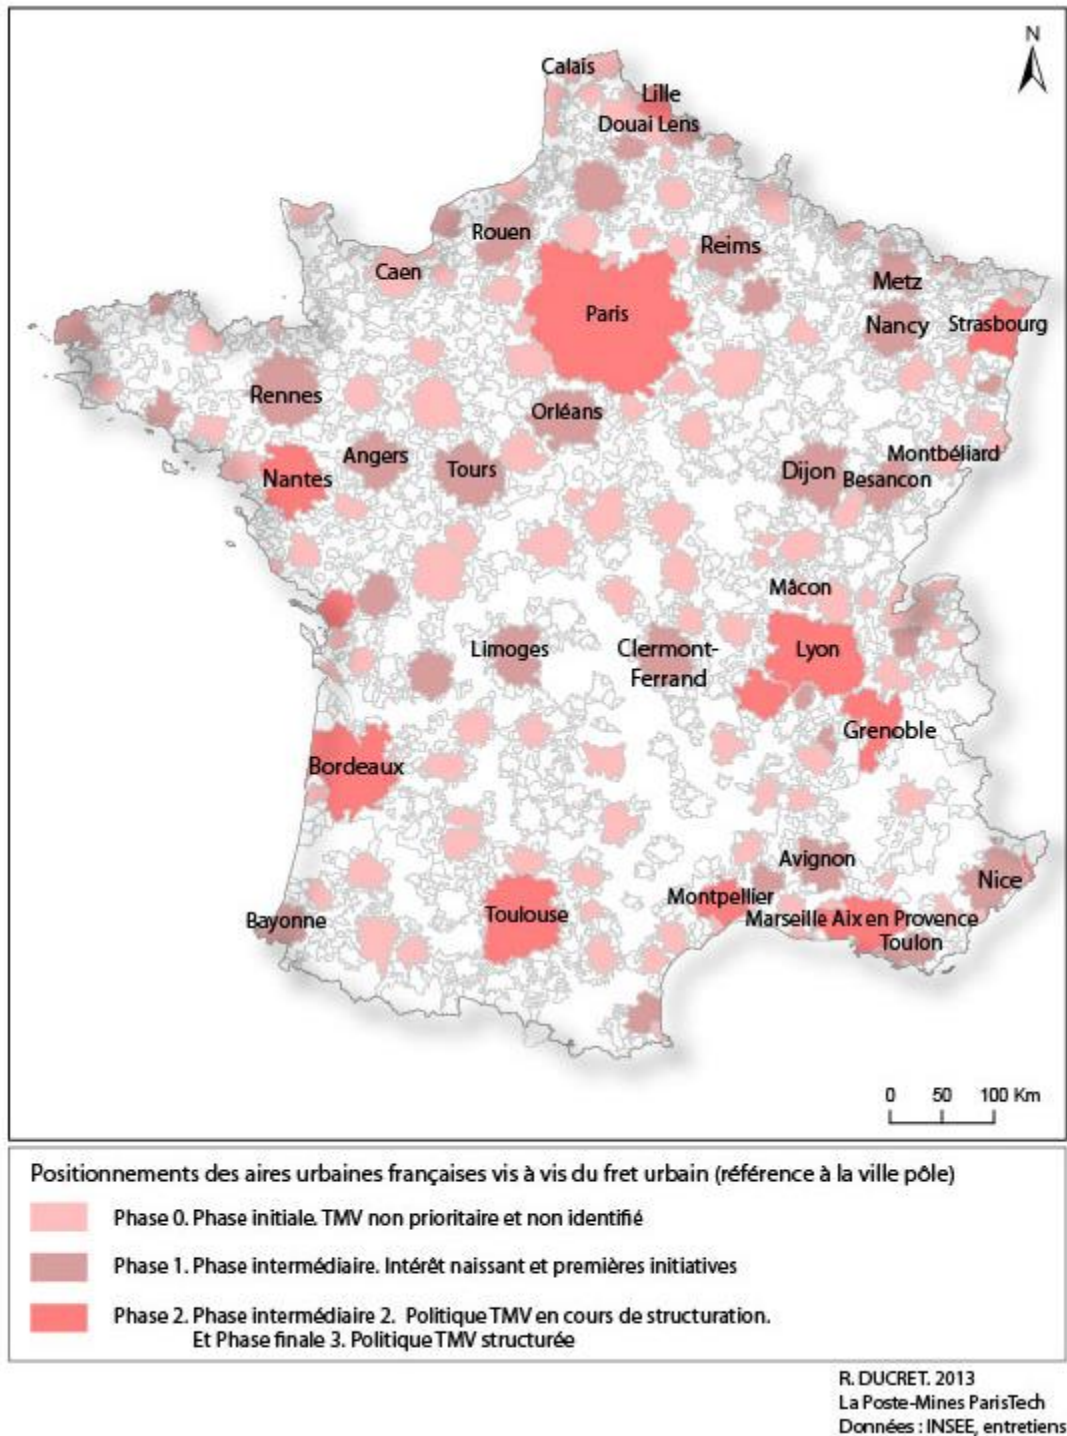 N
Calais
Lille
Douai Lens
Rouen
Reims
Caen
Metz
Paris
Nancy
Strasbourg
Rennes
Orléans
Angers
Tours
Montbéliard
Nantes
Dijon
Besancon
Mâcon
Limoges
Clermont-
Ferrand
Lyon
Grenoble
Bordeaux
Avignon
Nice
Montpellier
Bayonne
Toulouse
Marseille Aix en Provence
Toulon
0 50 100 Km
Positionnements des aires urbaines françaises vis à vis du fret urbain (référence à la ville pôle)
Phase 0. Phase initiale. TMV non prioritaire et non identifié
Phase 1. Phase intermédiaire. Intérêt naissant et premières initiatives
Phase 2. Phase intermédiaire 2. Politique TMV en cours de structuration.
Et Phase finale 3. Politique TMV structurée
R. DUCRET. 2013
La Poste-Mines ParisTech
Données : INSEE, entretiens